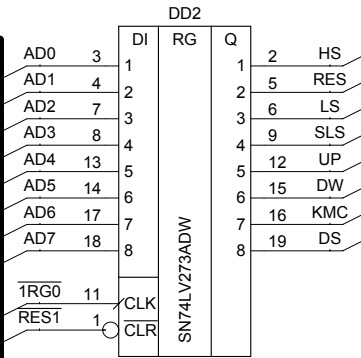 DD2
DI RG Q
AD0 3 1 1 2 HS
AD1 4 2 2 5 RES
AD2 7 3 3 6 LS
AD3 8 4 4 9 SLS
AD4 13 5 5 12 UP
AD5 14 6 6 15 DW
AD6 17 7 7 16 KMC
AD7 18 8 8 19 DS
1RG0 11 CLK
RES1 1 CLR
SN74LV273ADW